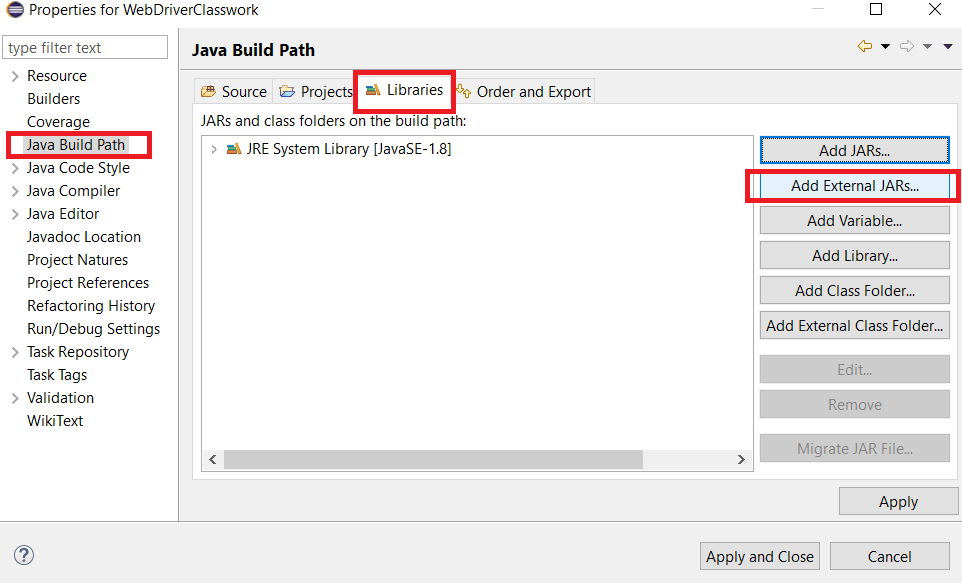 Properties for WebDriverClasswork
type filter text
Resource
Builders
Coverage
Java Build Path
Java Code Style
Java Compiler
Java Editor
Javadoc Location
Project Natures
Project References
Refactoring History
Run/Debug Settings
Task Repository
Task Tags
Validation
WikiText
Java Build Path
Source Projects Libraries Order and Export
JARs and class folders on the build path:
JRE System Library [JavaSE-1.8]
Add JARs...
Add External JARs...
Add Variable...
Add Library...
Add Class Folder...
Add External Class Folder...
Edit...
Remove
Migrate JAR File...
Apply
Apply and Close Cancel